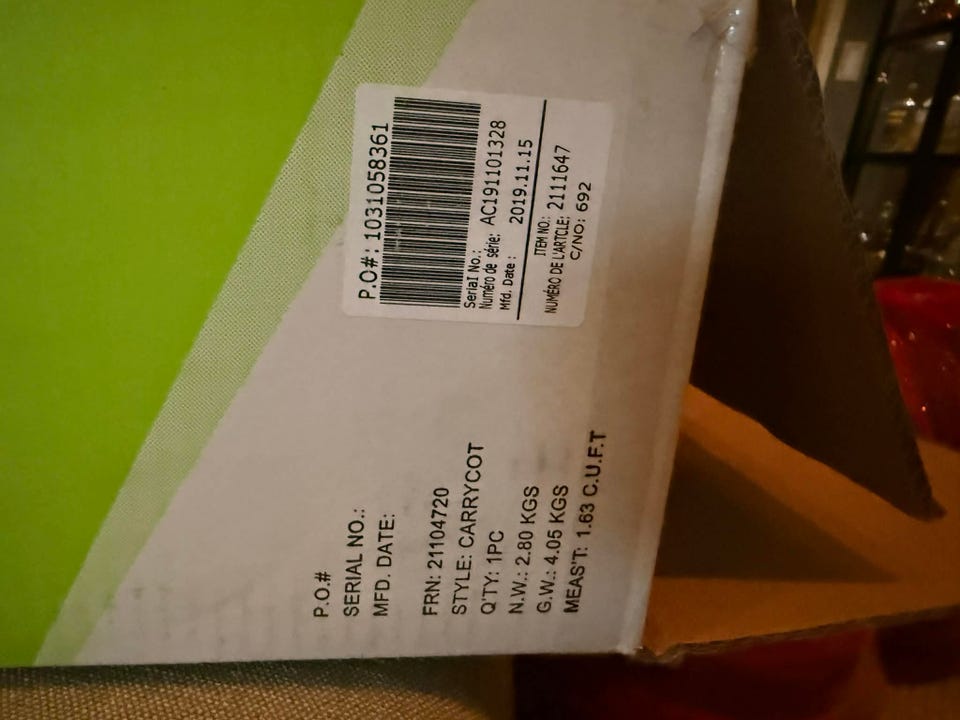 P.O#: 1031058361
Serial No.:
Numéro de série: AC191101328
Mfd. Date : 2019.11.15
ITEM NO.: 2111647
NUMÉRO DE L'ARTCLE:
C/NO: 692
P.O.#
SERIAL NO.:
MFD. DATE:
FRN: 21104720
STYLE: CARRYCOT
Q'TY: 1PC
N.W.: 2.80 KGS
G.W.: 4.05 KGS
MEAS'T: 1.63 C.U.F.T